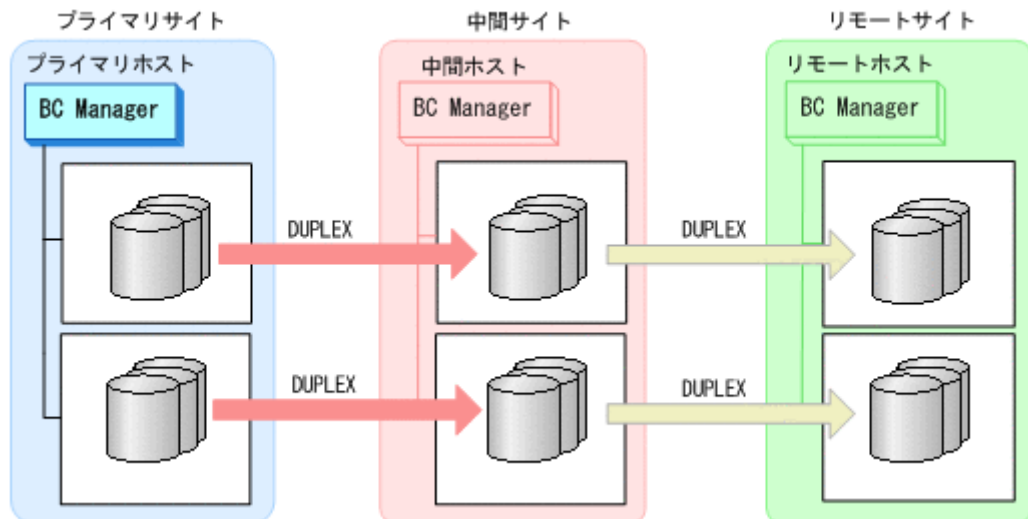 プライマリサイト
中間サイト
リモートサイト
プライマリホスト
中間ホスト
リモートホスト
BC Manager
BC Manager
BC Manager
DUPLEX
DUPLEX
DUPLEX
DUPLEX